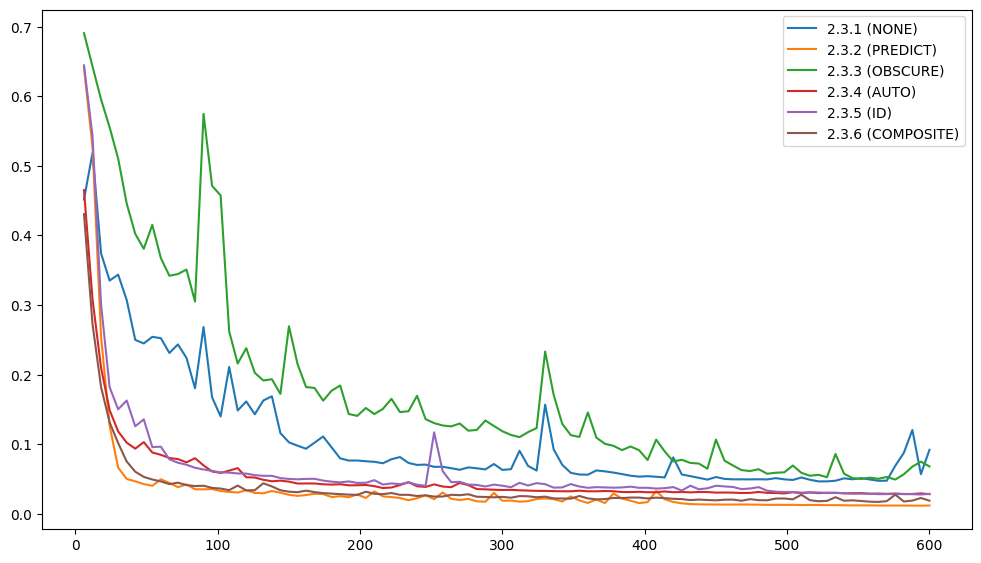 0.7
0.6
0.5
0.4
0.3
0.2
0.1
0.0
0 100 200 300 400 500 600
2.3.1 (NONE)
2.3.2 (PREDICT)
2.3.3 (OBSCURE)
2.3.4 (AUTO)
2.3.5 (ID)
2.3.6 (COMPOSITE)